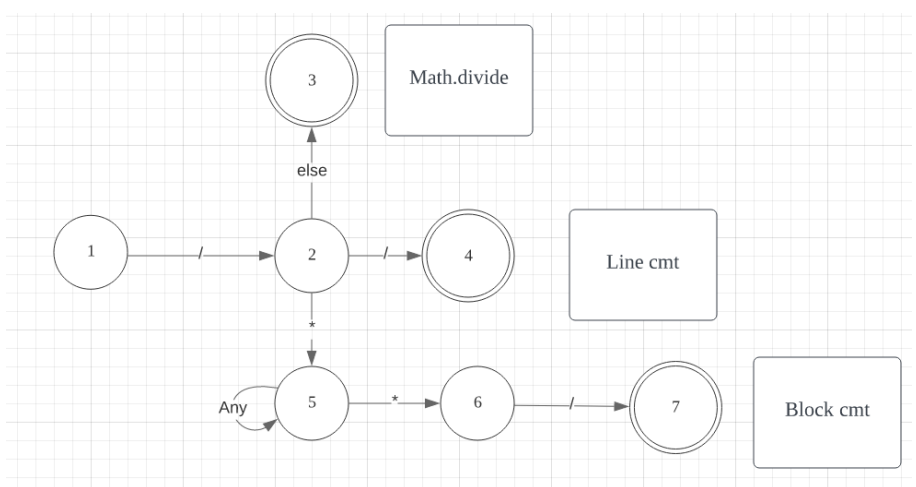 3
Math.divide
else
1
/
2
/
4
Line cmt
*
Any
5
*
6
/
7
Block cmt